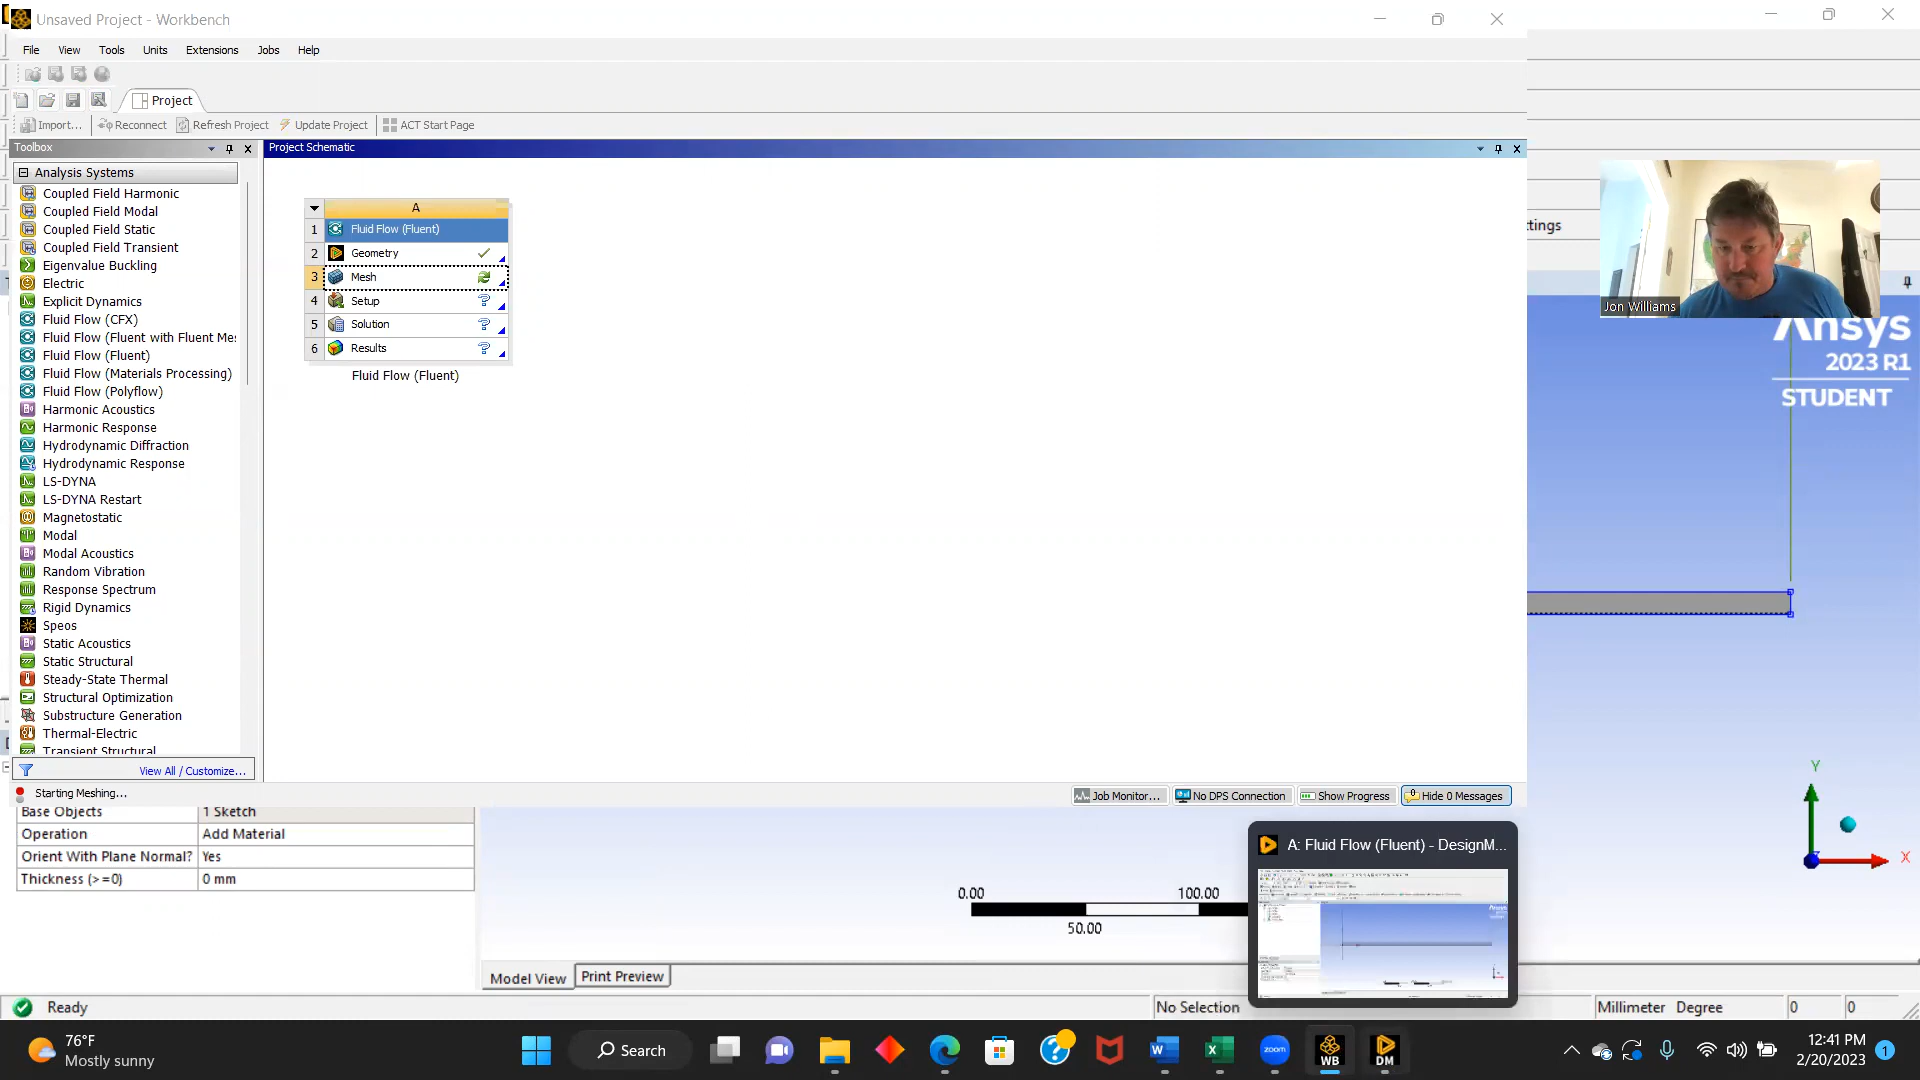 Unsaved Project - Workbench
File View Tools Units Extensions Jobs Help
Project
Import... Reconnect Refresh Project Update Project ACT Start Page
Toolbox
Project Schematic
Analysis Systems
Coupled Field Harmonic
Coupled Field Modal
Coupled Field Static
Coupled Field Transient
Eigenvalue Buckling
Electric
Explicit Dynamics
Fluid Flow (CFX)
Fluid Flow (Fluent with Fluent Me
Fluid Flow (Fluent)
Fluid Flow (Materials Processing)
Fluid Flow (Polyflow)
Harmonic Acoustics
Harmonic Response
Hydrodynamic Diffraction
Hydrodynamic Response
LS-DYNA
LS-DYNA Restart
Magnetostatic
Modal
Modal Acoustics
Random Vibration
Response Spectrum
Rigid Dynamics
Speos
Static Acoustics
Static Structural
Steady-State Thermal
Structural Optimization
Substructure Generation
Thermal-Electric
Transient Structural
View All / Customize...
A
1 Fluid Flow (Fluent)
2 Geometry
3 Mesh
4 Setup ?
5 Solution ?
6 Results ?
Fluid Flow (Fluent)
tings
Jon Williams
Ansys
2023 R1
STUDENT
Starting Meshing...
Job Monitor... No DPS Connection Show Progress Hide 0 Messages
Base Objects 1 Sketch
Operation Add Material
Orient With Plane Normal? Yes
Thickness (>=0) 0 mm
0.00 100.00
50.00
A: Fluid Flow (Fluent) - DesignM...
Y
X
Model View Print Preview
Ready
No Selection
Millimeter Degree 0 0
76°F
Mostly sunny
Search
zoom
WB
DM
12:41 PM
2/20/2023
1